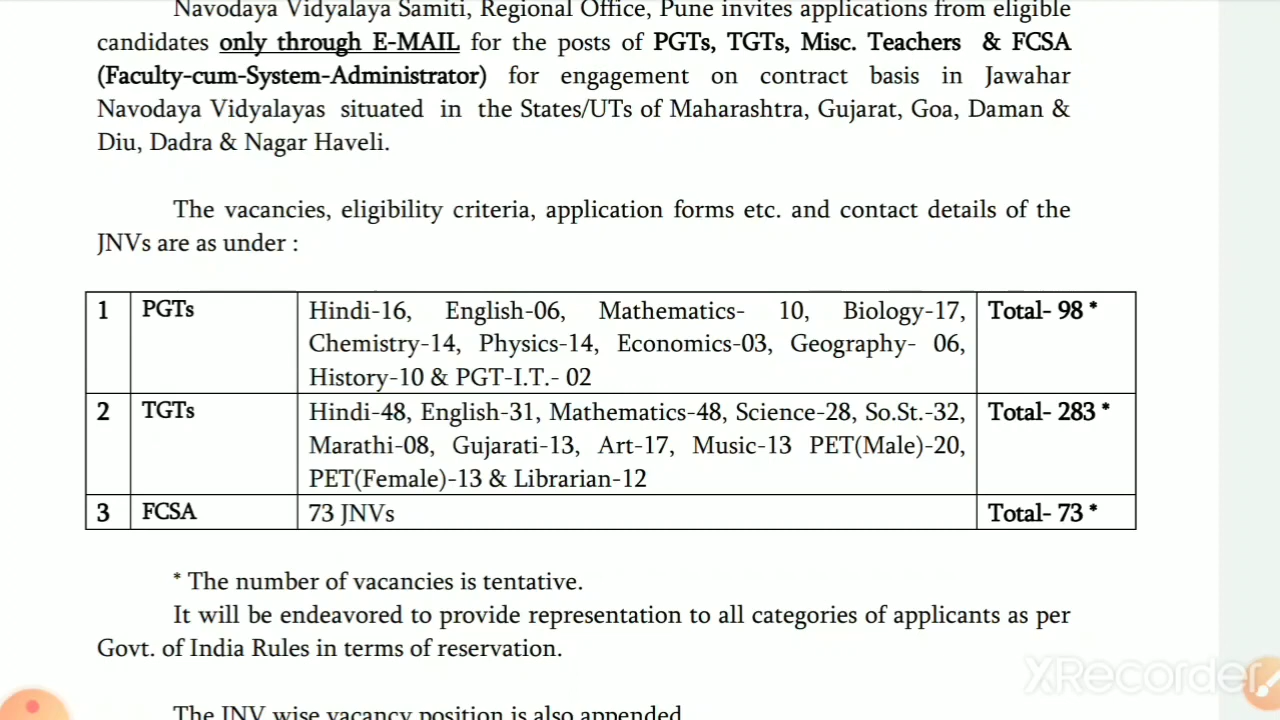 Navodaya Vidyalaya Samiti, Regional Office, Pune invites applications from eligible
candidates only through E-MAIL for the posts of PGTs, TGTs, Misc. Teachers & FCSA
(Faculty-cum-System-Administrator) for engagement on contract basis in Jawahar
Navodaya Vidyalayas situated in the States/UTs of Maharashtra, Gujarat, Goa, Daman &
Diu, Dadra & Nagar Haveli.
The vacancies, eligibility criteria, application forms etc. and contact details of the
JNVs are as under :
1 PGTs Hindi-16, English-06, Mathematics- 10, Biology-17, Total- 98 *
Chemistry-14, Physics-14, Economics-03, Geography- 06,
History-10 & PGT-I.T.- 02
2 TGTs Hindi-48, English-31, Mathematics-48, Science-28, So.St.-32, Total- 283 *
Marathi-08, Gujarati-13, Art-17, Music-13 PET(Male)-20,
PET(Female)-13 & Librarian-12
3 FCSA 73 JNVs Total- 73 *
* The number of vacancies is tentative.
It will be endeavored to provide representation to all categories of applicants as per
Govt. of India Rules in terms of reservation.
The JNV wise vacancy position is also appended
XRecorder